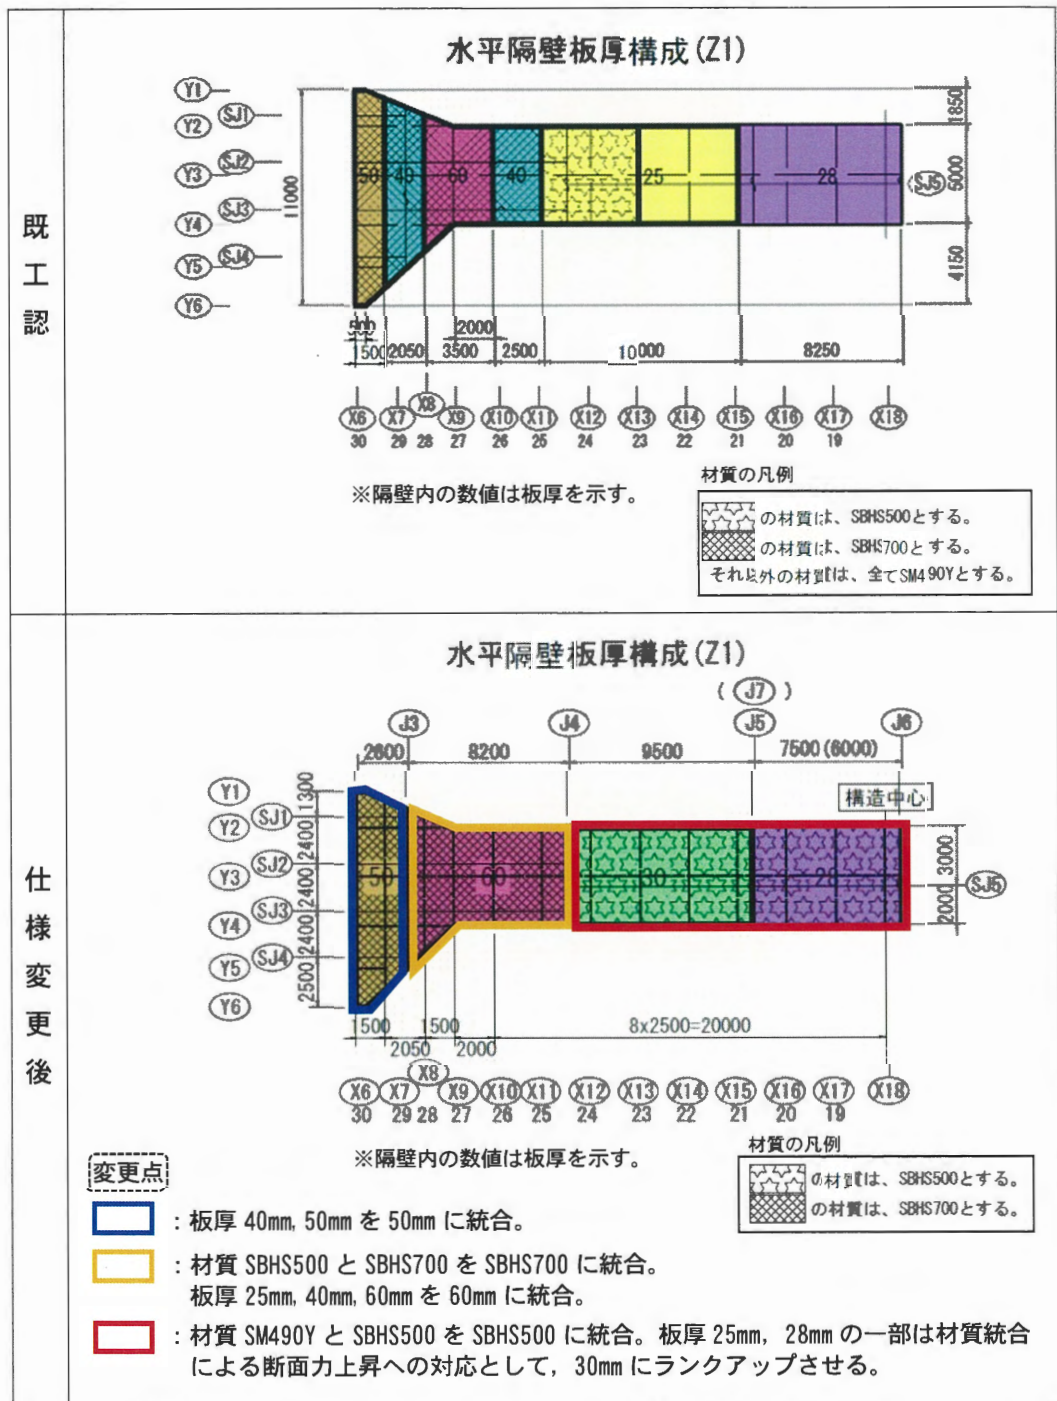 既工認
水平隔壁板厚構成(Z1)
Y1
Y2
Y3
Y4
Y5
Y6
SJ1
SJ2
SJ3
SJ4
11000
50
40
60
40
25
28
SJ5
1850
5000
4150
500
1500
2050
2000
3500
2500
10000
8250
X6 X7 X8 X9 X10 X11 X12 X13 X14 X15 X16 X17 X18
30 29 28 27 26 25 24 23 22 21 20 19
※隔壁内の数値は板厚を示す。
材質の凡例
の材質は、SBHS500とする。
の材質は、SBHS700とする。
それ以外の材質は、全てSM490Yとする。
仕様変更後
水平隔壁板厚構成(Z1)
( J7 )
J3 J4 J5 J6
2600 8200 9500 7500(6000)
構造中心
Y1
Y2
Y3
Y4
Y5
Y6
SJ1
SJ2
SJ3
SJ4
1300
2400
2400
2400
2500
50
60
30
28
3000
2000
SJ5
1500
2050
1500
2000
8x2500=20000
X6 X7 X8 X9 X10 X11 X12 X13 X14 X15 X16 X17 X18
30 29 28 27 26 25 24 23 22 21 20 19
※隔壁内の数値は板厚を示す。
材質の凡例
の材質は、SBHS500とする。
の材質は、SBHS700とする。
変更点
：板厚 40mm, 50mm を 50mm に統合。
：材質 SBHS500 と SBHS700 を SBHS700 に統合。
板厚 25mm, 40mm, 60mm を 60mm に統合。
：材質 SM490Y と SBHS500 を SBHS500 に統合。板厚 25mm, 28mm の一部は材質統合
による断面力上昇への対応として, 30mm にランクアップさせる。